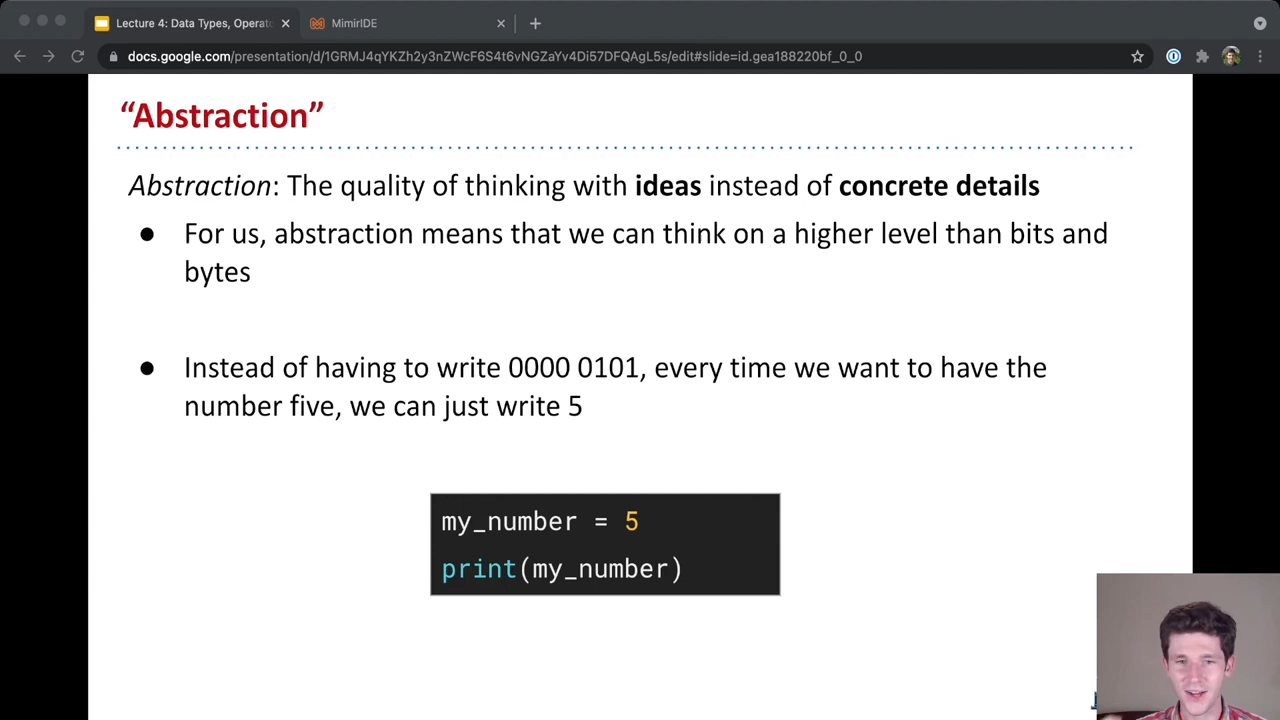 Lecture 4: Data Types, Operato
MimirIDE
docs.google.com/presentation/d/1GRMJ4qYKZh2y3nZWcF6S4t6vNGZaYv4Di57DFQAgL5s/edit#slide=id.gea188220bf_0_0
“Abstraction”
Abstraction: The quality of thinking with ideas instead of concrete details
● For us, abstraction means that we can think on a higher level than bits and
bytes
● Instead of having to write 0000 0101, every time we want to have the
number five, we can just write 5
my_number = 5
print(my_number)